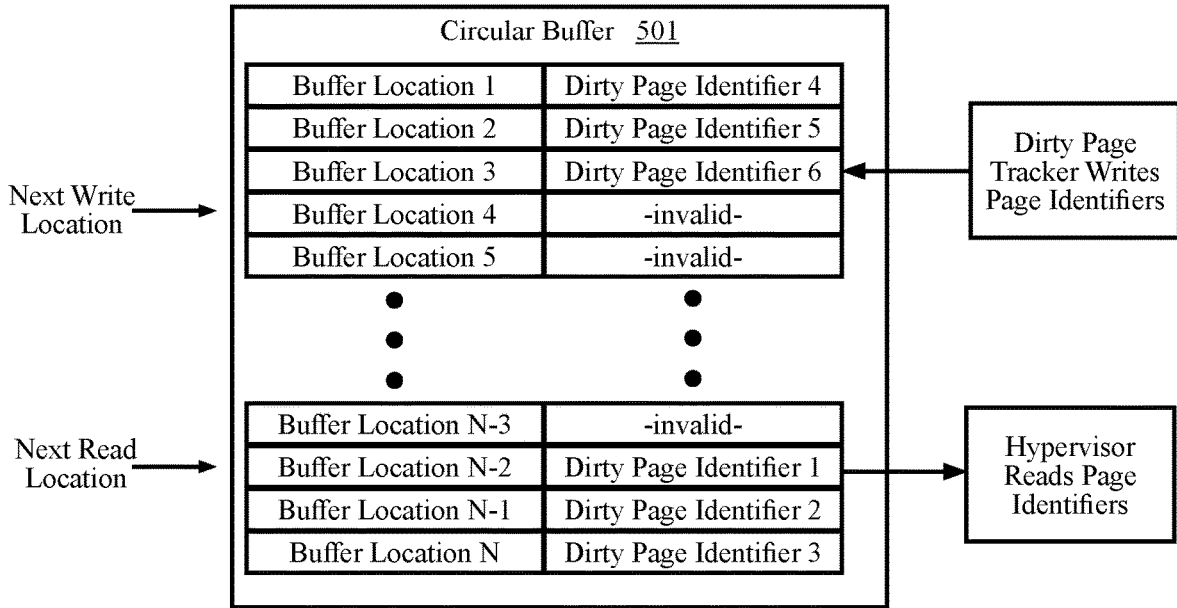 Circular Buffer 501
Buffer Location 1 Dirty Page Identifier 4
Buffer Location 2 Dirty Page Identifier 5
Buffer Location 3 Dirty Page Identifier 6
Buffer Location 4 -invalid-
Buffer Location 5 -invalid-
Buffer Location N-3 -invalid-
Buffer Location N-2 Dirty Page Identifier 1
Buffer Location N-1 Dirty Page Identifier 2
Buffer Location N Dirty Page Identifier 3
Next Write
Location
Next Read
Location
Dirty Page
Tracker Writes
Page Identifiers
Hypervisor
Reads Page
Identifiers